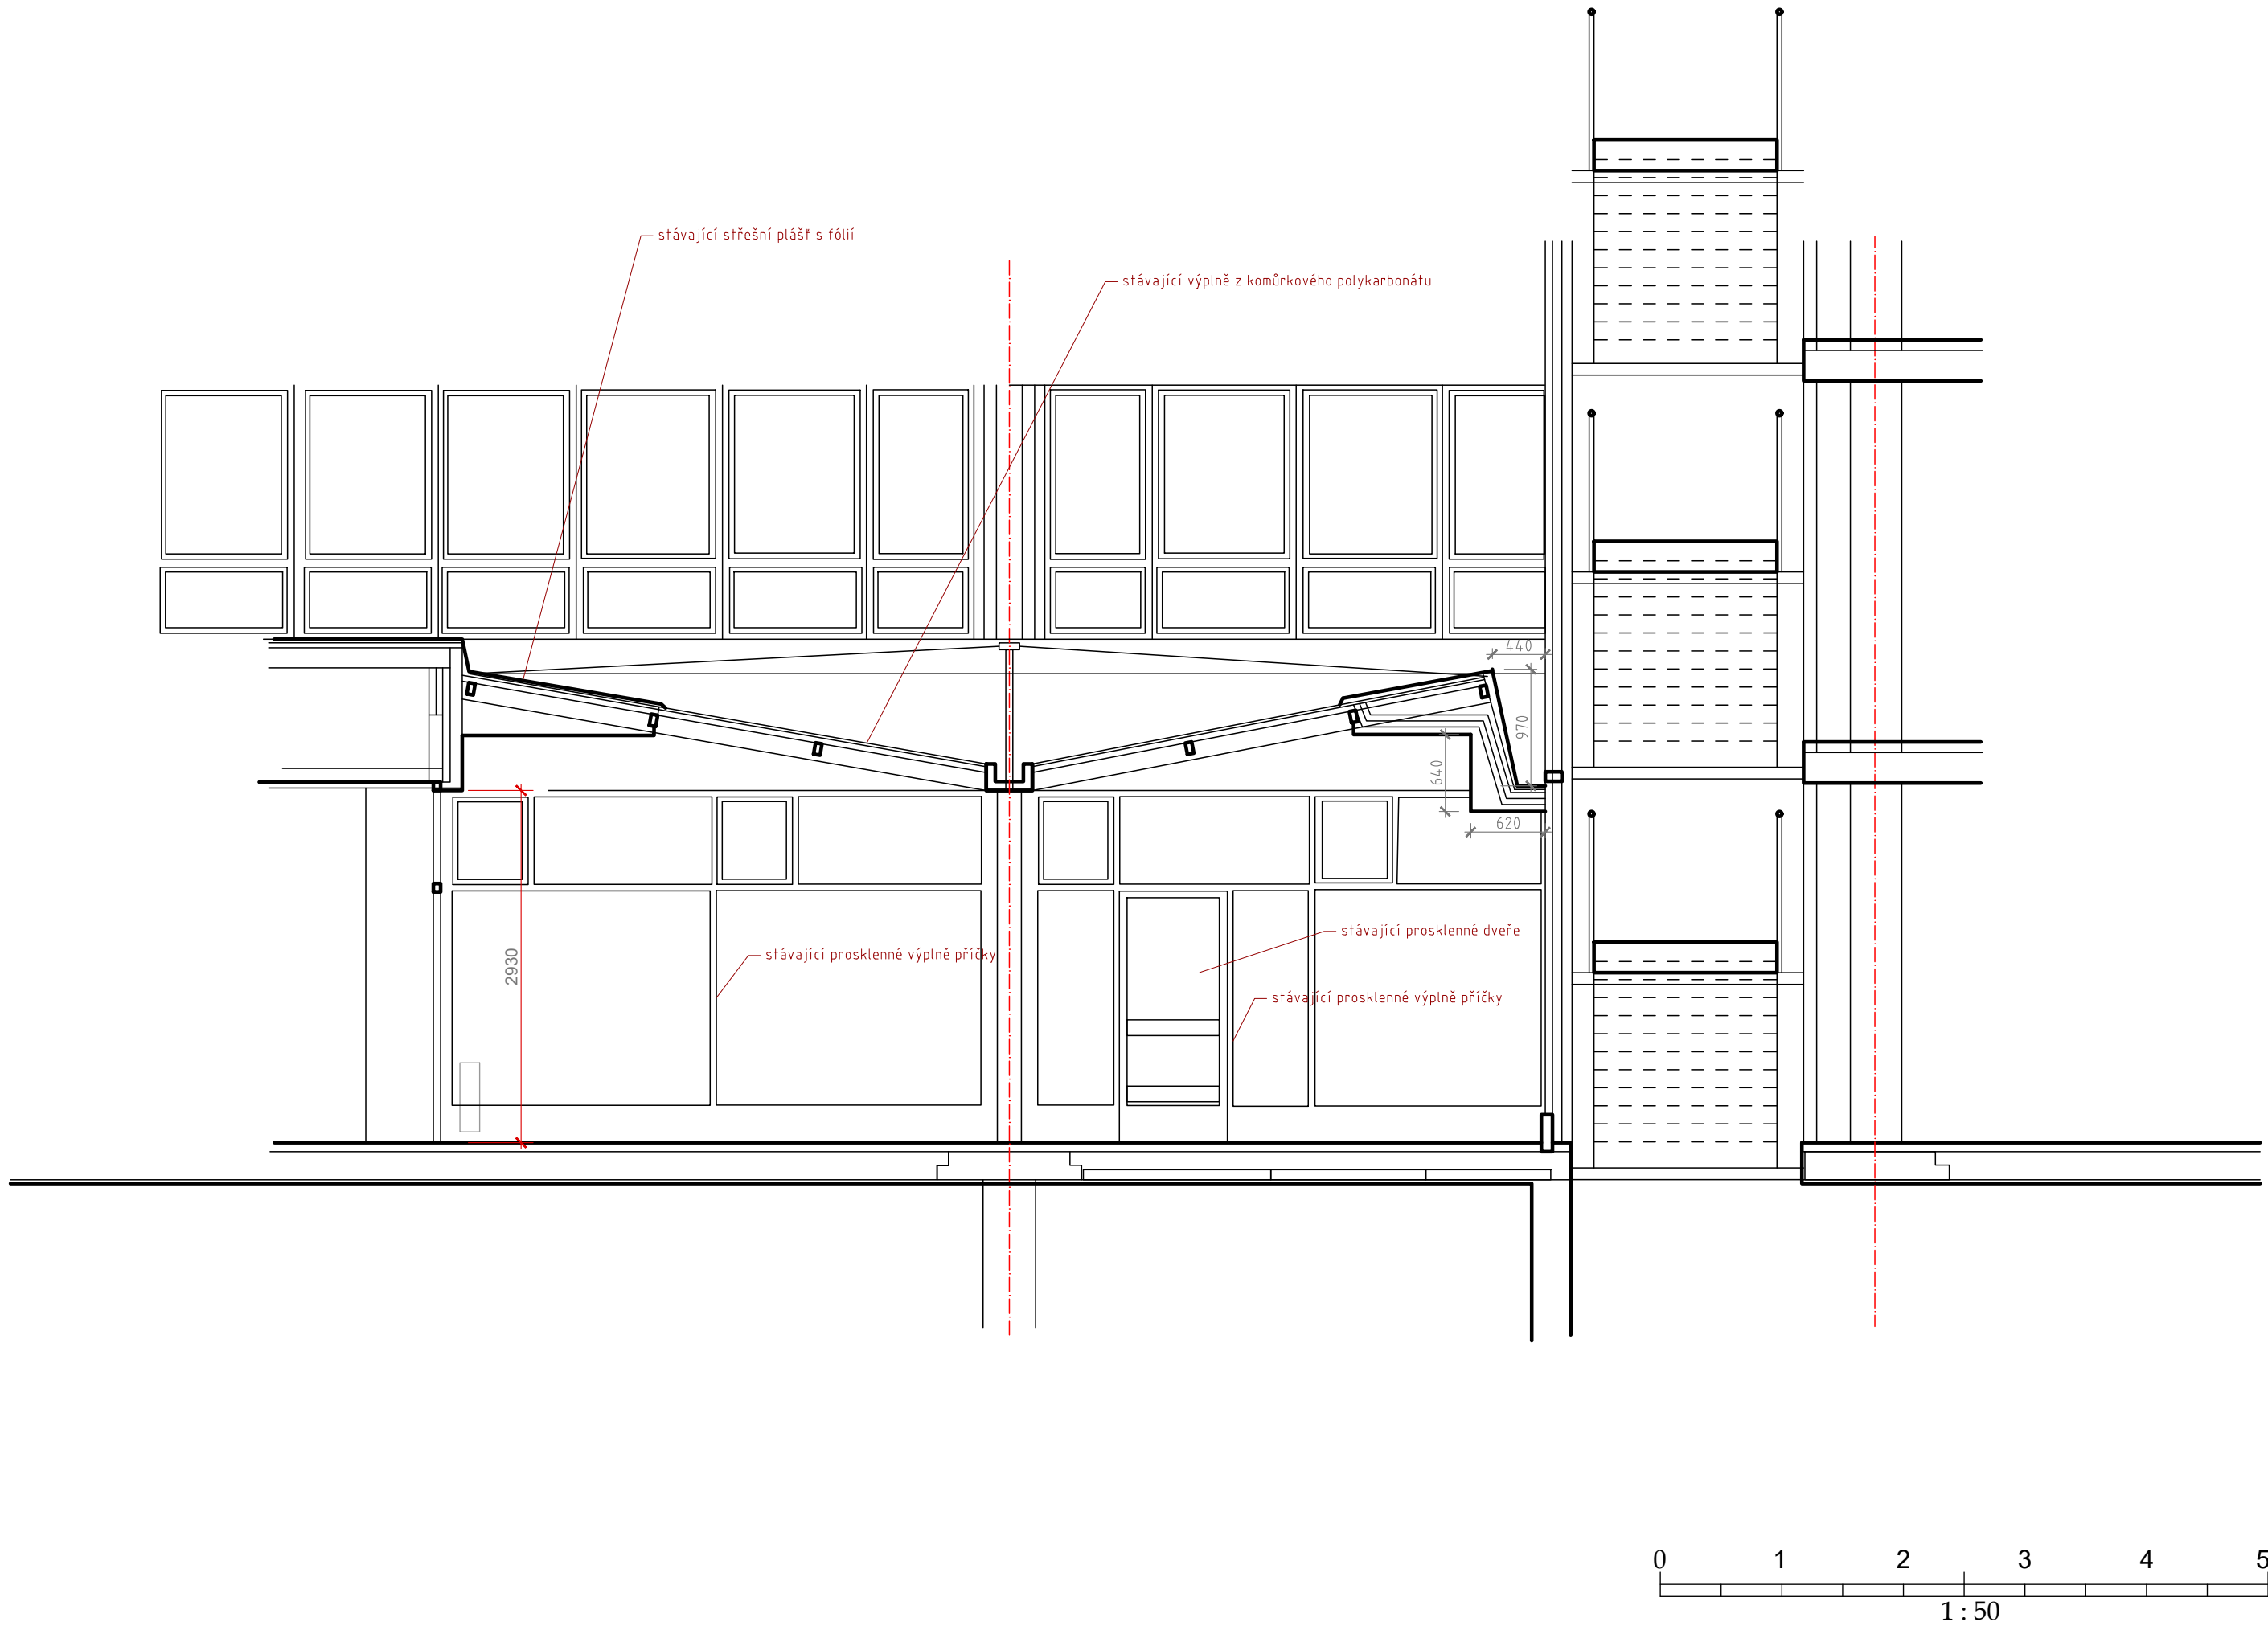 stávající střešní plášť s fólií
stávající výplně z komůrkového polykarbonátu
440
970
640
620
stávající prosklenné dveře
stávající prosklenné výplně příčky
2930
stávající prosklenné výplně příčky
0 1 2 3 4 5
1 : 50